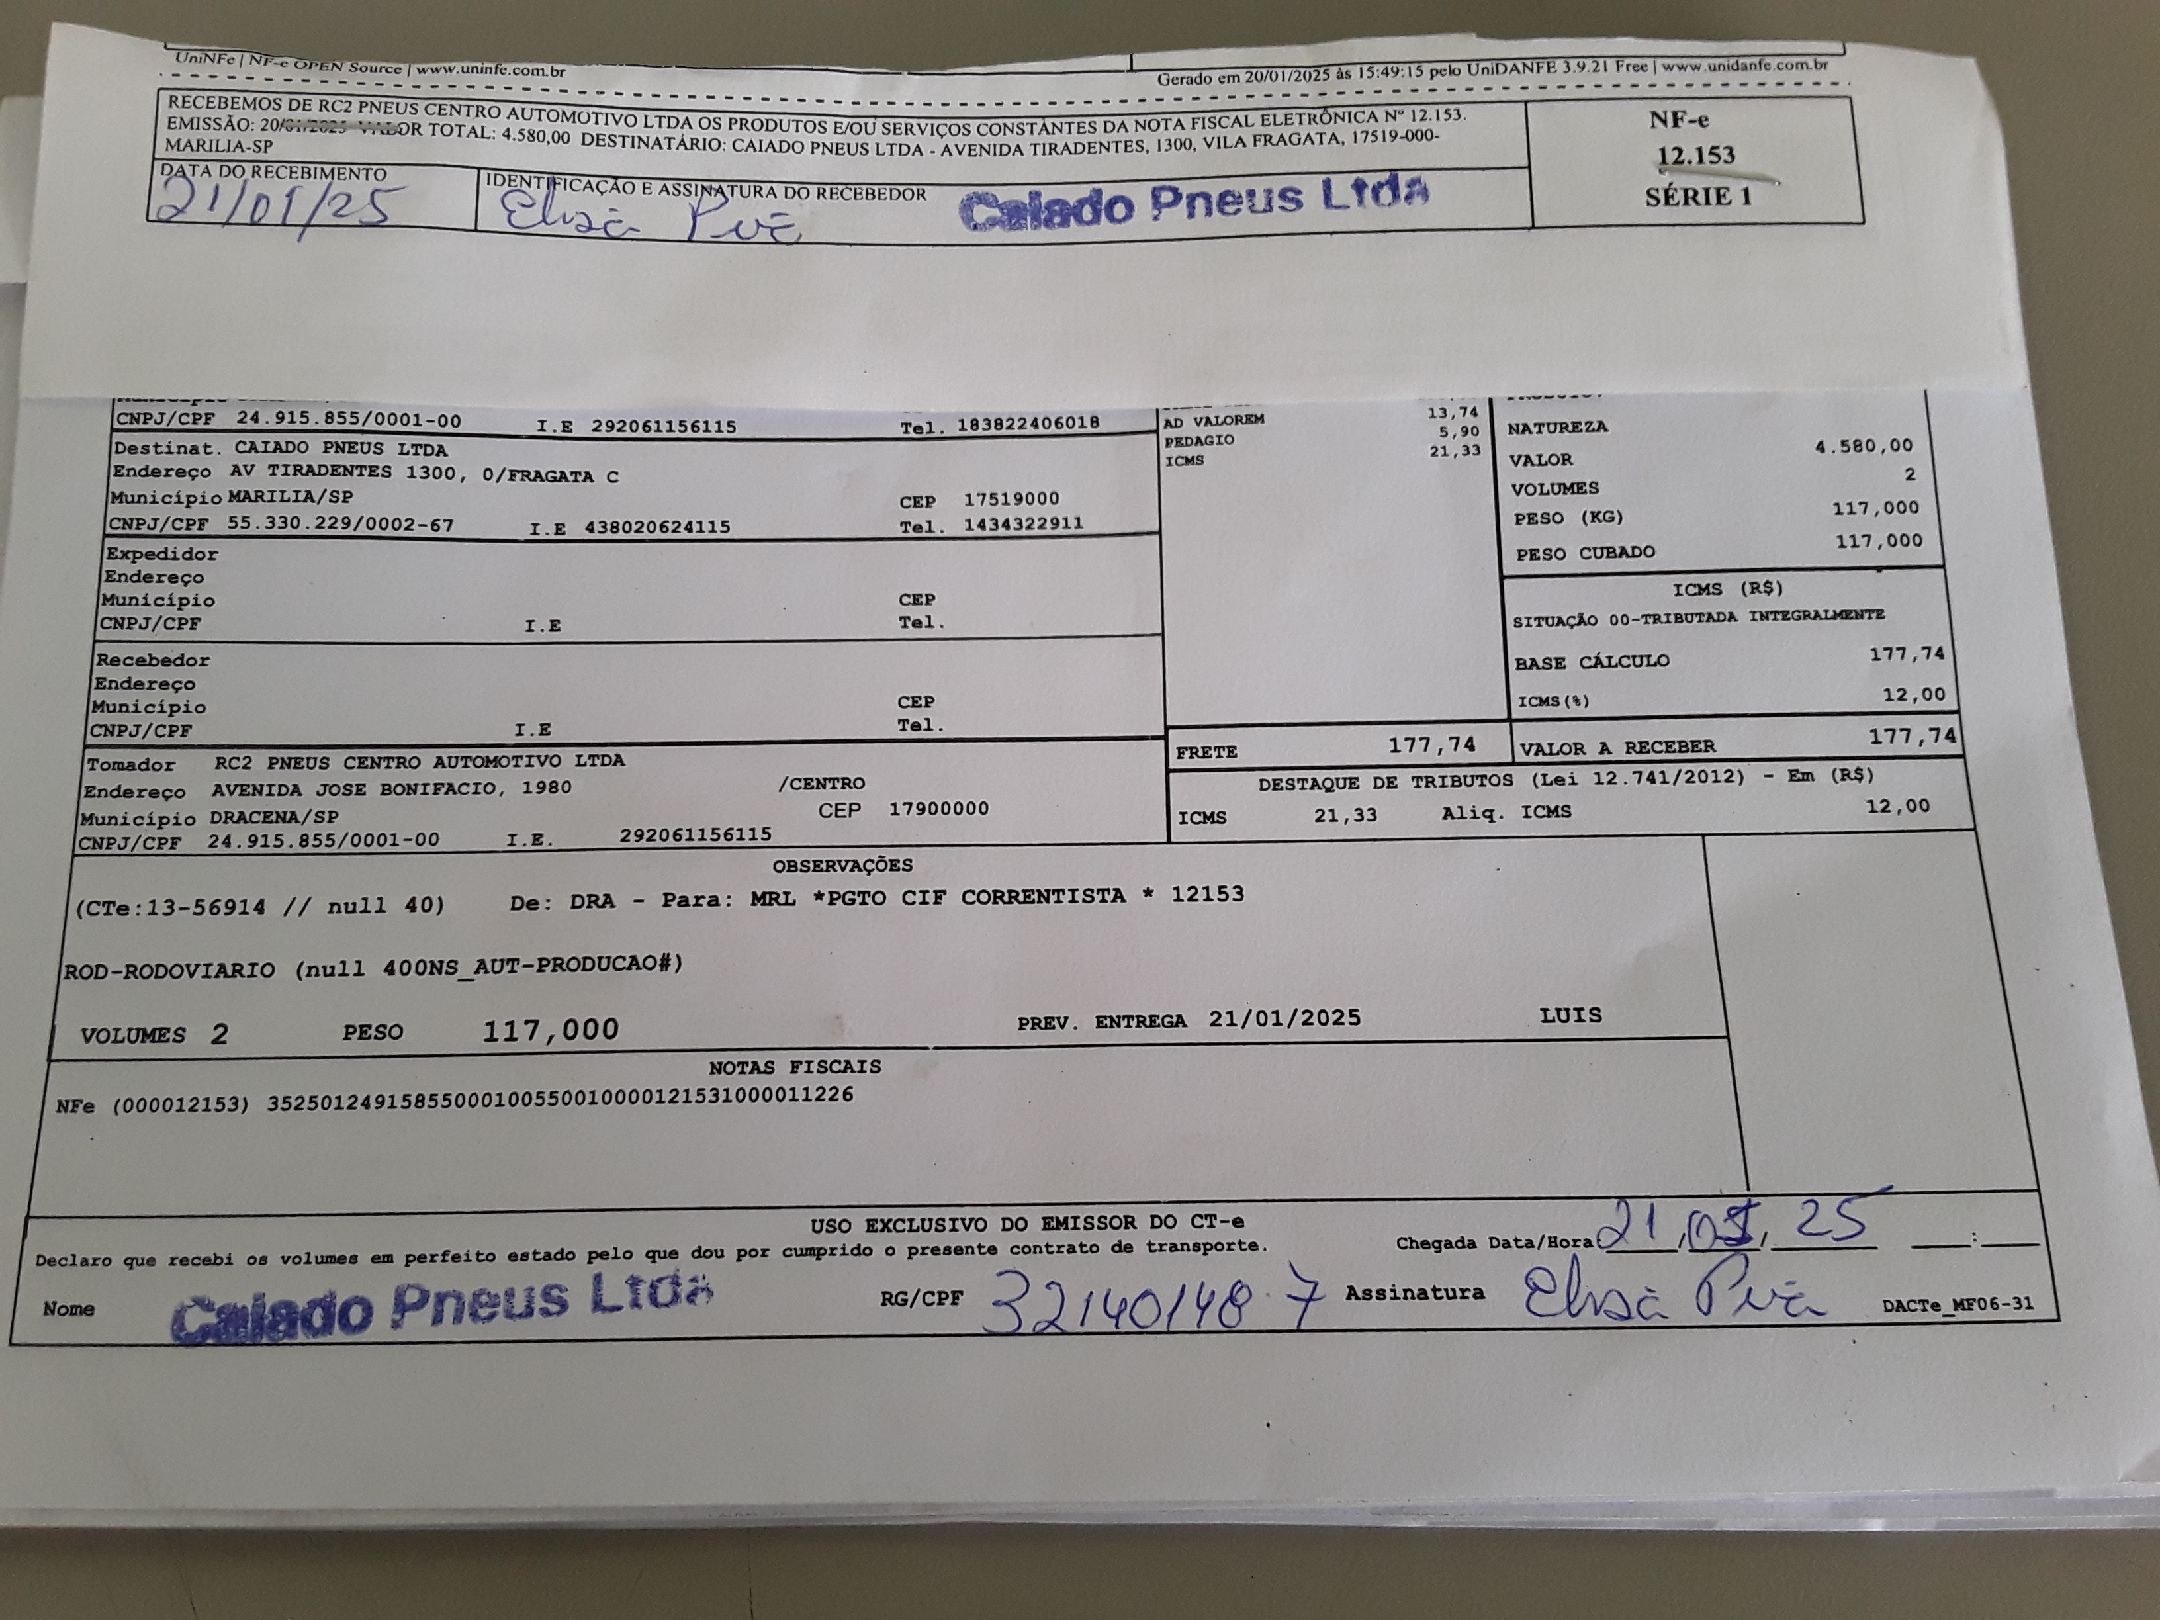 UniNFe | NF-e OPEN Source | www.uninfe.com.br
Gerado em 20/01/2025 às 15:49:15 pelo UniDANFE 3.9.21 Free | www.unidanfe.com.br
RECEBEMOS DE RC2 PNEUS CENTRO AUTOMOTIVO LTDA OS PRODUTOS E/OU SERVIÇOS CONSTANTES DA NOTA FISCAL ELETRÔNICA Nº 12.153.
EMISSÃO: 20/01/2025 VALOR TOTAL: 4.580,00 DESTINATÁRIO: CAIADO PNEUS LTDA - AVENIDA TIRADENTES, 1300, VILA FRAGATA, 17519-000-
MARILIA-SP
NF-e
12.153
SÉRIE 1
DATA DO RECEBIMENTO
21/01/25
IDENTIFICAÇÃO E ASSINATURA DO RECEBEDOR
Elisa
Caiado Pneus Ltda
CNPJ/CPF 24.915.855/0001-00 I.E 292061156115 Tel. 183822406018
Destinat. CAIADO PNEUS LTDA
Endereço AV TIRADENTES 1300, 0/FRAGATA C
Município MARILIA/SP CEP 17519000
CNPJ/CPF 55.330.229/0002-67 I.E 438020624115 Tel. 1434322911
Expedidor
Endereço
Município CEP
CNPJ/CPF I.E Tel.
Recebedor
Endereço
Município CEP
CNPJ/CPF I.E Tel.
Tomador RC2 PNEUS CENTRO AUTOMOTIVO LTDA
Endereço AVENIDA JOSE BONIFACIO, 1980 /CENTRO
Município DRACENA/SP CEP 17900000
CNPJ/CPF 24.915.855/0001-00 I.E. 292061156115
AD VALOREM 13,74
PEDAGIO 5,90
ICMS 21,33
NATUREZA
VALOR 4.580,00
VOLUMES 2
PESO (KG) 117,000
PESO CUBADO 117,000
ICMS (R$)
SITUAÇÃO 00-TRIBUTADA INTEGRALMENTE
BASE CÁLCULO 177,74
ICMS(%) 12,00
FRETE 177,74 VALOR A RECEBER 177,74
DESTAQUE DE TRIBUTOS (Lei 12.741/2012) - Em (R$)
ICMS 21,33 Aliq. ICMS 12,00
OBSERVAÇÕES
(CTe:13-56914 // null 40) De: DRA - Para: MRL *PGTO CIF CORRENTISTA * 12153
ROD-RODOVIARIO (null 400NS_AUT-PRODUCAO#)
VOLUMES 2 PESO 117,000 PREV. ENTREGA 21/01/2025 LUIS
NOTAS FISCAIS
NFe (000012153) 35250124915855000100550010000121531000011226
USO EXCLUSIVO DO EMISSOR DO CT-e
Declaro que recebi os volumes em perfeito estado pelo que dou por cumprido o presente contrato de transporte.
Chegada Data/Hora 21, 01, 25 :
Nome Caiado Pneus Ltda RG/CPF 32140148-7 Assinatura Elisa DACTe_MF06-31